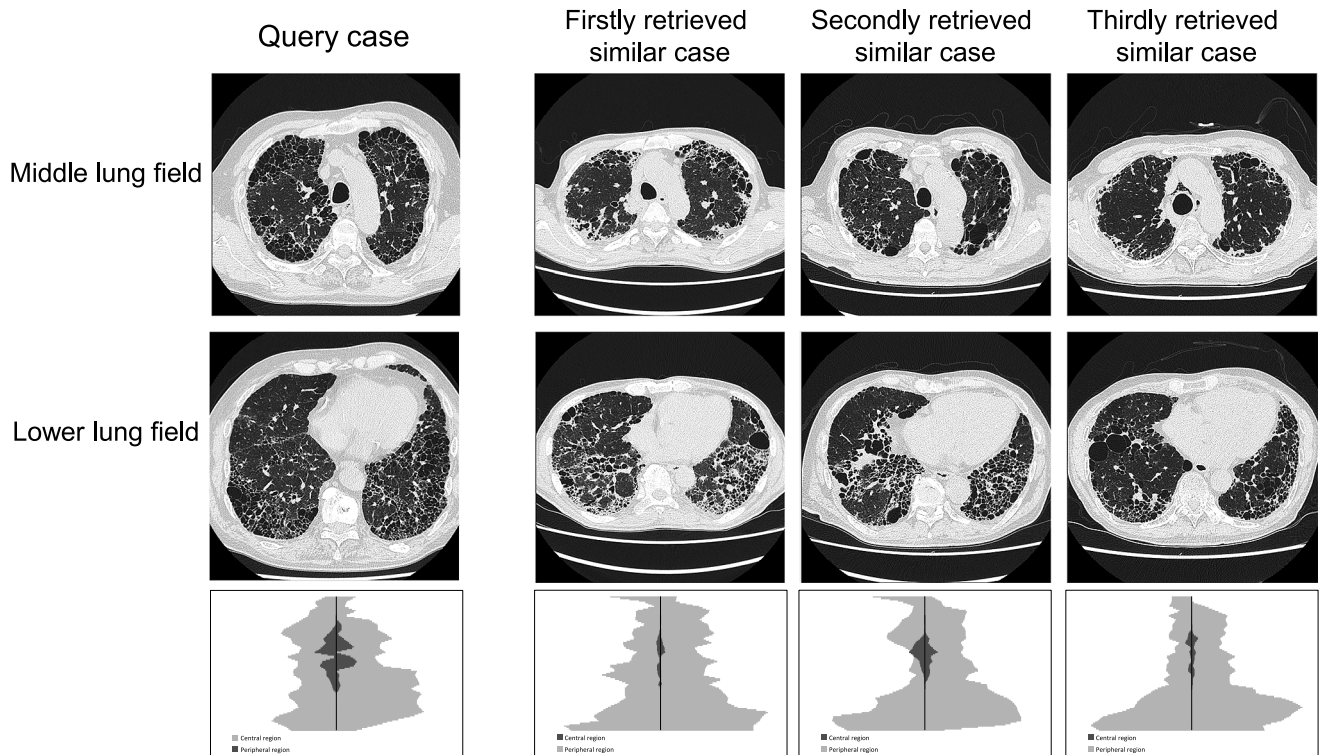 Query case
Firstly retrieved
similar case
Secondly retrieved
similar case
Thirdly retrieved
similar case
Middle lung field
Lower lung field
Central region
Peripheral region
Central region
Peripheral region
Central region
Peripheral region
Central region
Peripheral region